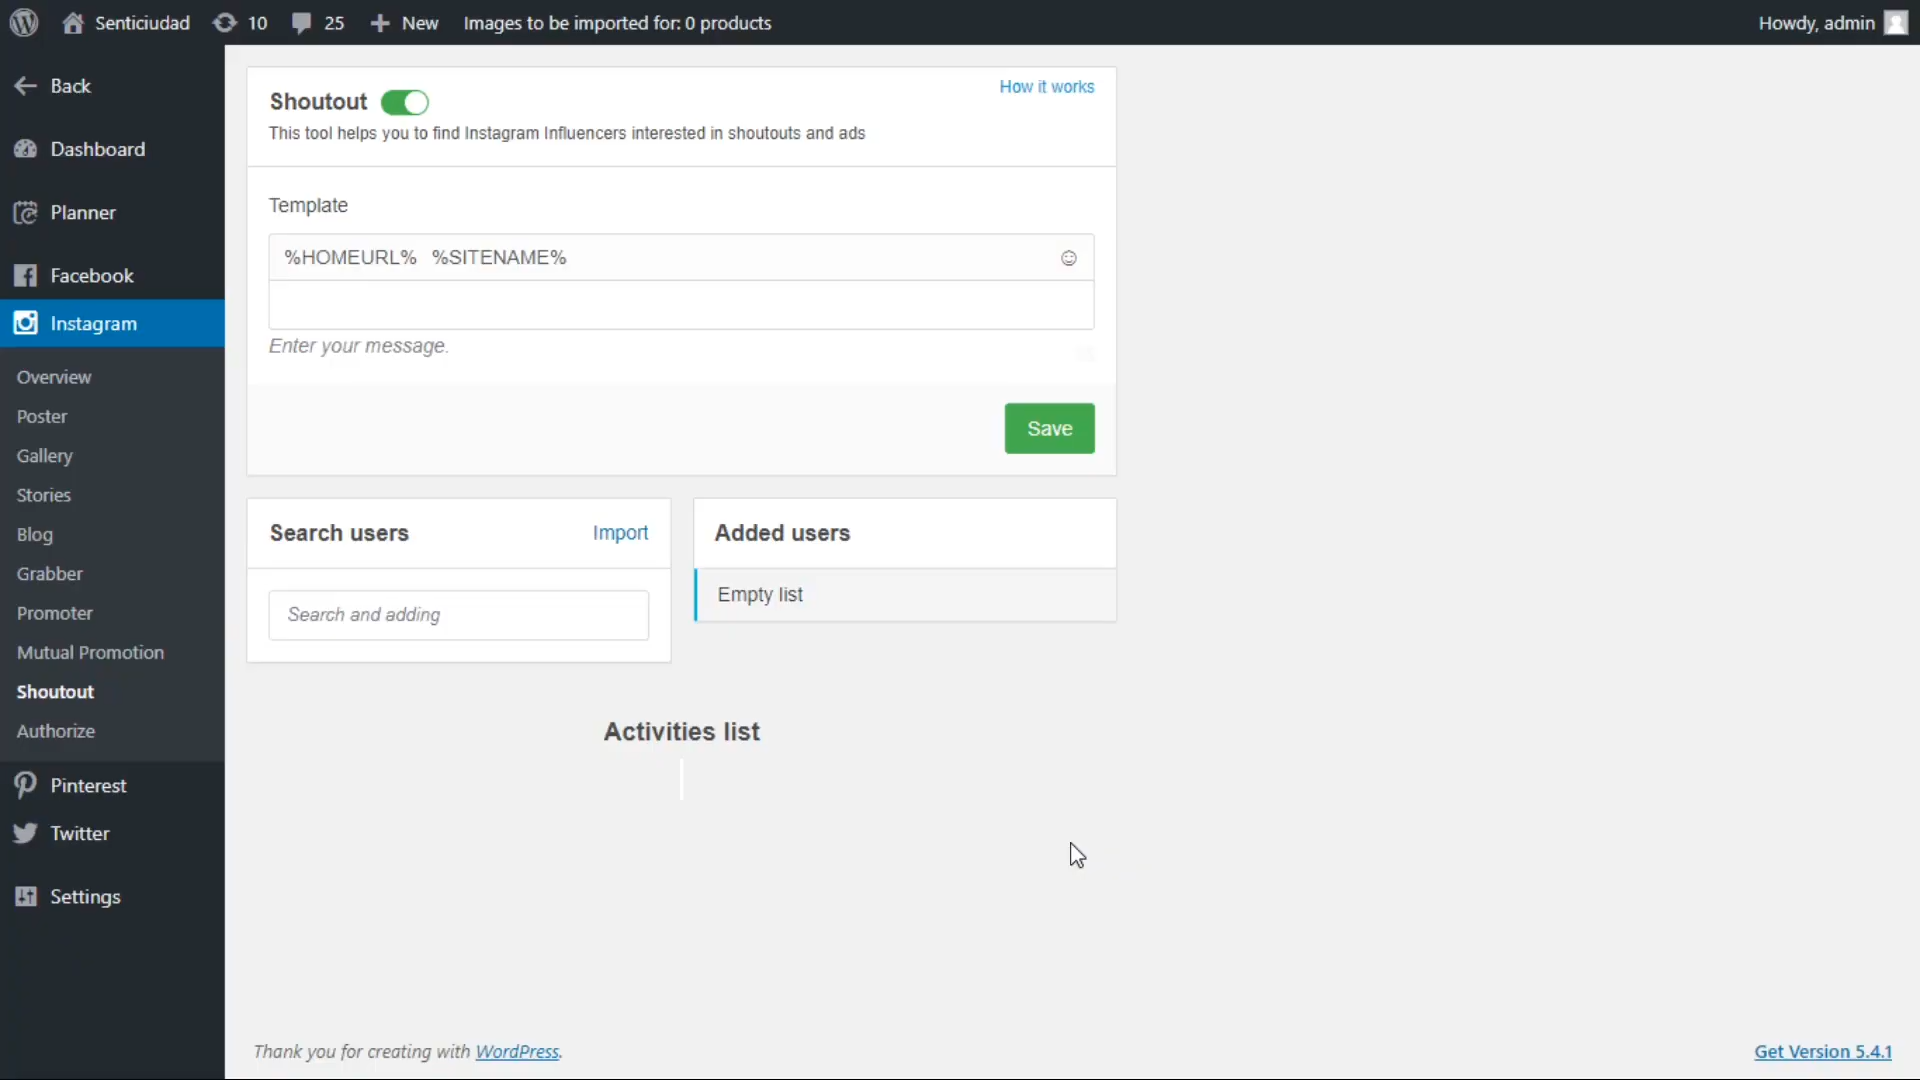 Senticiudad 10 25 New Images to be imported for: 0 products Howdy, admin
Back
Dashboard
Planner
Facebook
Instagram
Overview
Poster
Gallery
Stories
Blog
Grabber
Promoter
Mutual Promotion
Shoutout
Authorize
Pinterest
Twitter
Settings
Shoutout
How it works
This tool helps you to find Instagram Influencers interested in shoutouts and ads
Template
%HOMEURL% %SITENAME%
Enter your message.
Save
Search users Import
Search and adding
Added users
Empty list
Activities list
Thank you for creating with WordPress.
Get Version 5.4.1